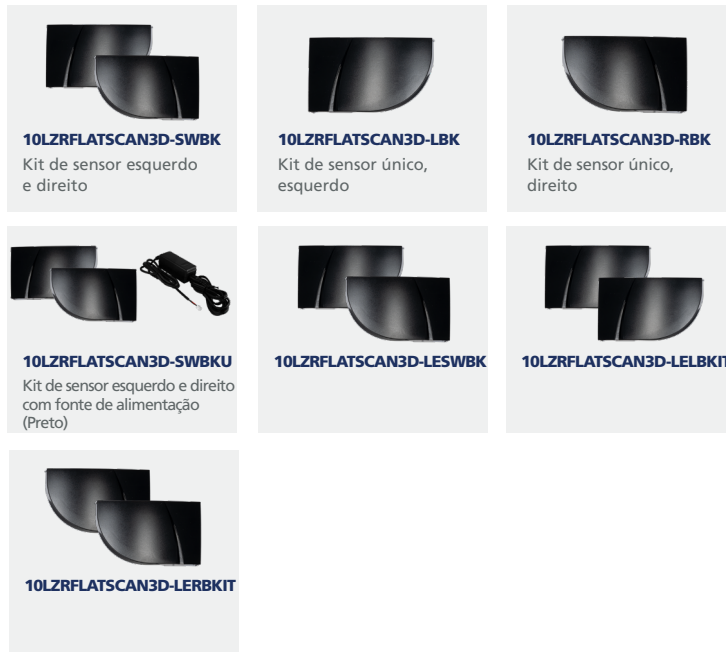 10LZRFLATSCAN3D-SWBK
Kit de sensor esquerdo
e direito
10LZRFLATSCAN3D-LBK
Kit de sensor único,
esquerdo
10LZRFLATSCAN3D-RBK
Kit de sensor único,
direito
10LZRFLATSCAN3D-SWBKU
Kit de sensor esquerdo e direito
com fonte de alimentação
(Preto)
10LZRFLATSCAN3D-LESWBK
10LZRFLATSCAN3D-LELBKIT
10LZRFLATSCAN3D-LERBKIT